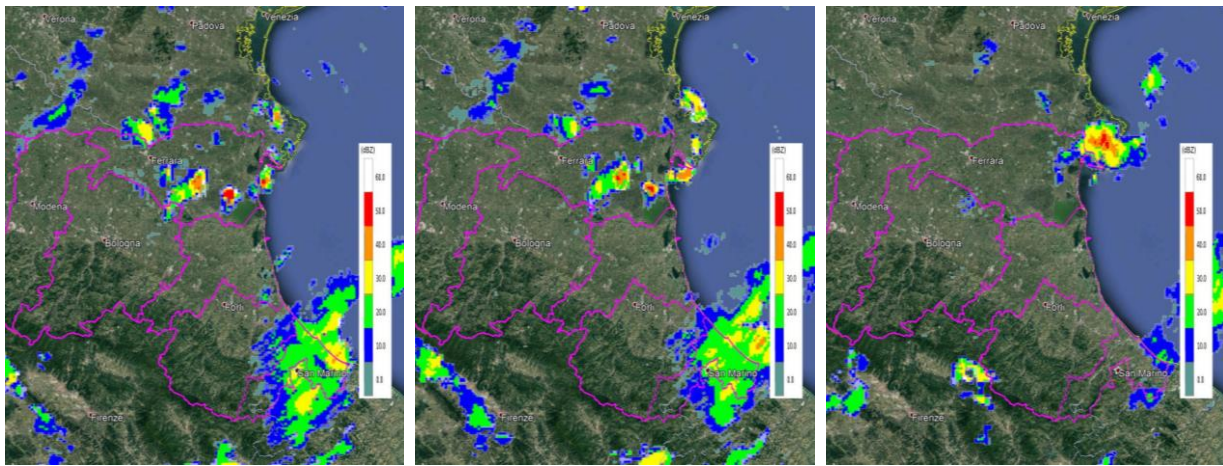 Verona
Padova
Venezia
Ferrara
Modena
Bologna
Forlì
San Marino
Firenze
(dBZ)
60.0
50.0
40.0
30.0
20.0
10.0
0.0
Verona
Padova
Venezia
Ferrara
Modena
Bologna
Forlì
San Marino
Firenze
(dBZ)
60.0
50.0
40.0
30.0
20.0
10.0
0.0
Verona
Padova
Venezia
Ferrara
Modena
Bologna
Forlì
San Marino
Firenze
(dBZ)
60.0
50.0
40.0
30.0
20.0
10.0
0.0